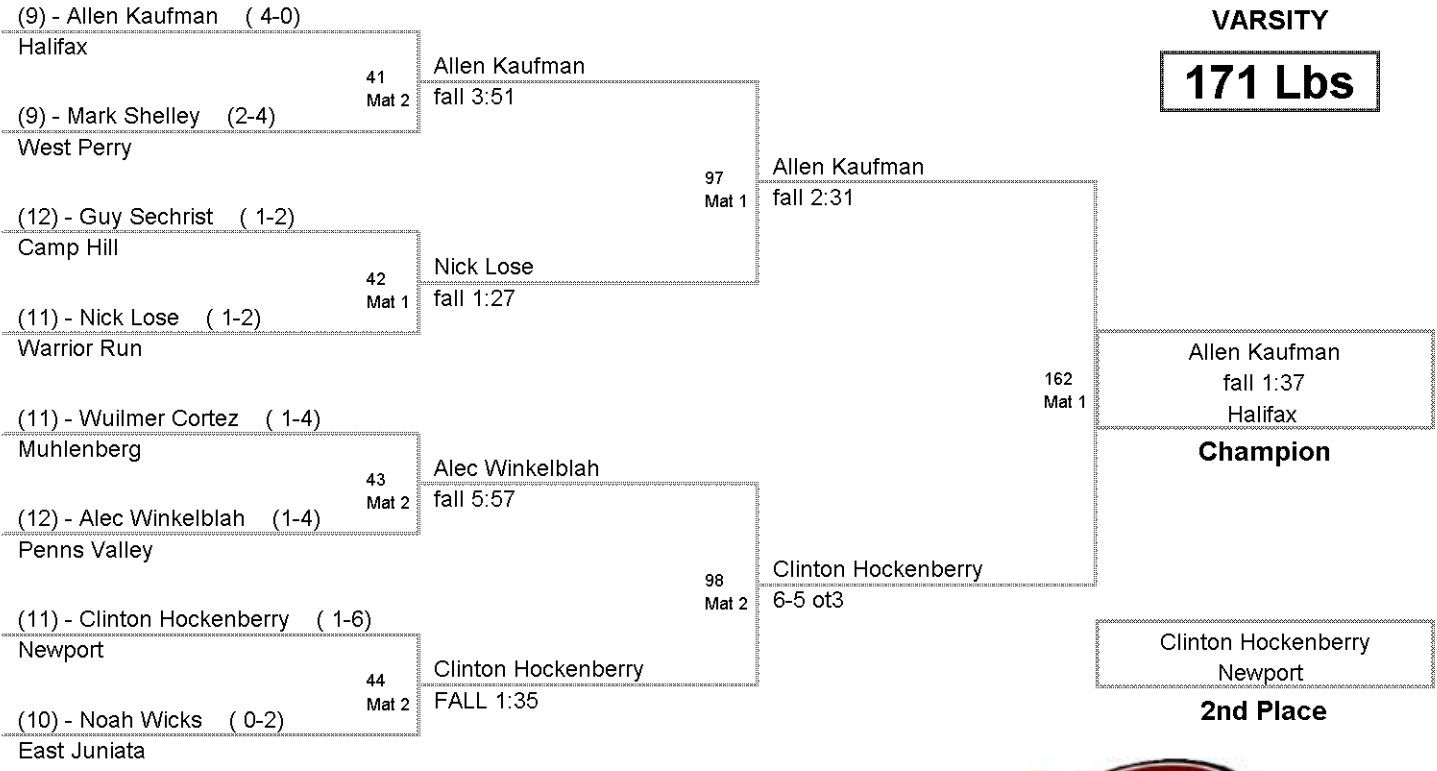 (9) - Allen Kaufman ( 4-0)
Halifax
41
Mat 2
Allen Kaufman
fall 3:51
(9) - Mark Shelley (2-4)
West Perry
97
Mat 1
Allen Kaufman
fall 2:31
(12) - Guy Sechrist ( 1-2)
Camp Hill
42
Mat 1
Nick Lose
fall 1:27
(11) - Nick Lose ( 1-2)
Warrior Run
162
Mat 1
Allen Kaufman
fall 1:37
Halifax
Champion
(11) - Wuilmer Cortez ( 1-4)
Muhlenberg
43
Mat 2
Alec Winkelblah
fall 5:57
(12) - Alec Winkelblah (1-4)
Penns Valley
98
Mat 2
Clinton Hockenberry
6-5 ot3
(11) - Clinton Hockenberry ( 1-6)
Newport
44
Mat 2
Clinton Hockenberry
FALL 1:35
(10) - Noah Wicks ( 0-2)
East Juniata
VARSITY
171 Lbs
Clinton Hockenberry
Newport
2nd Place